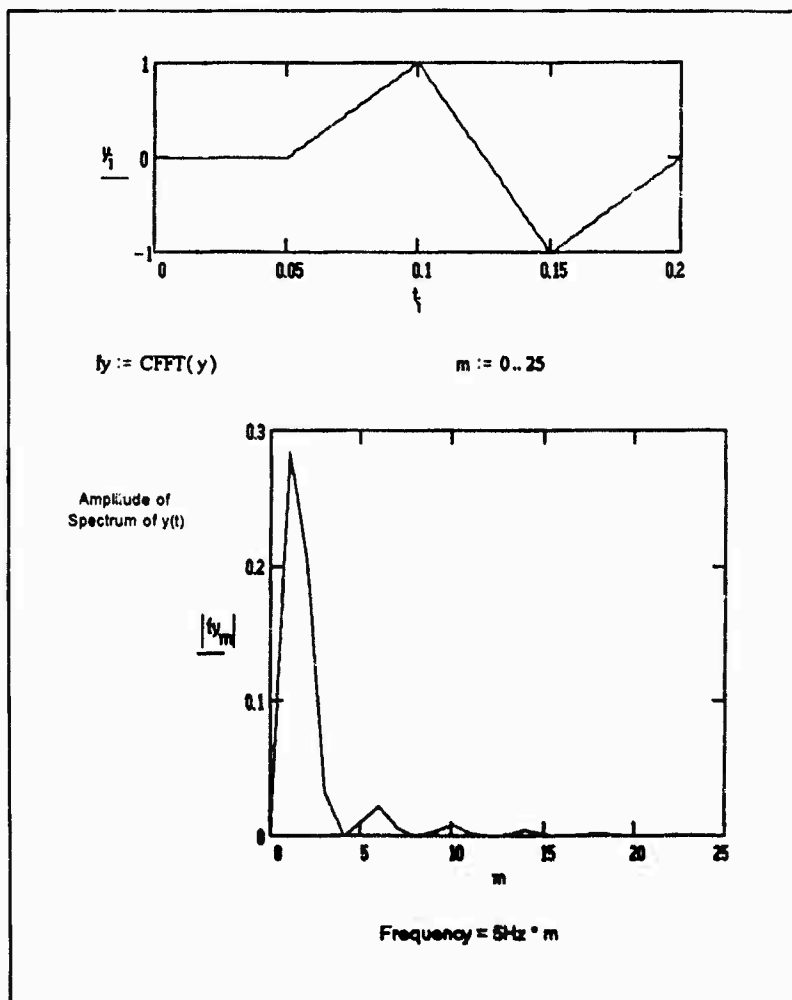 1
y_i
0
-1
0 0.05 0.1 0.15 0.2
t_i
fy := CFFT(y) m := 0..25
0.3
Amplitude of
Spectrum of y(t)
0.2
|fy_m|
0.1
0
0 5 10 15 20 25
m
Frequency = 5Hz * m